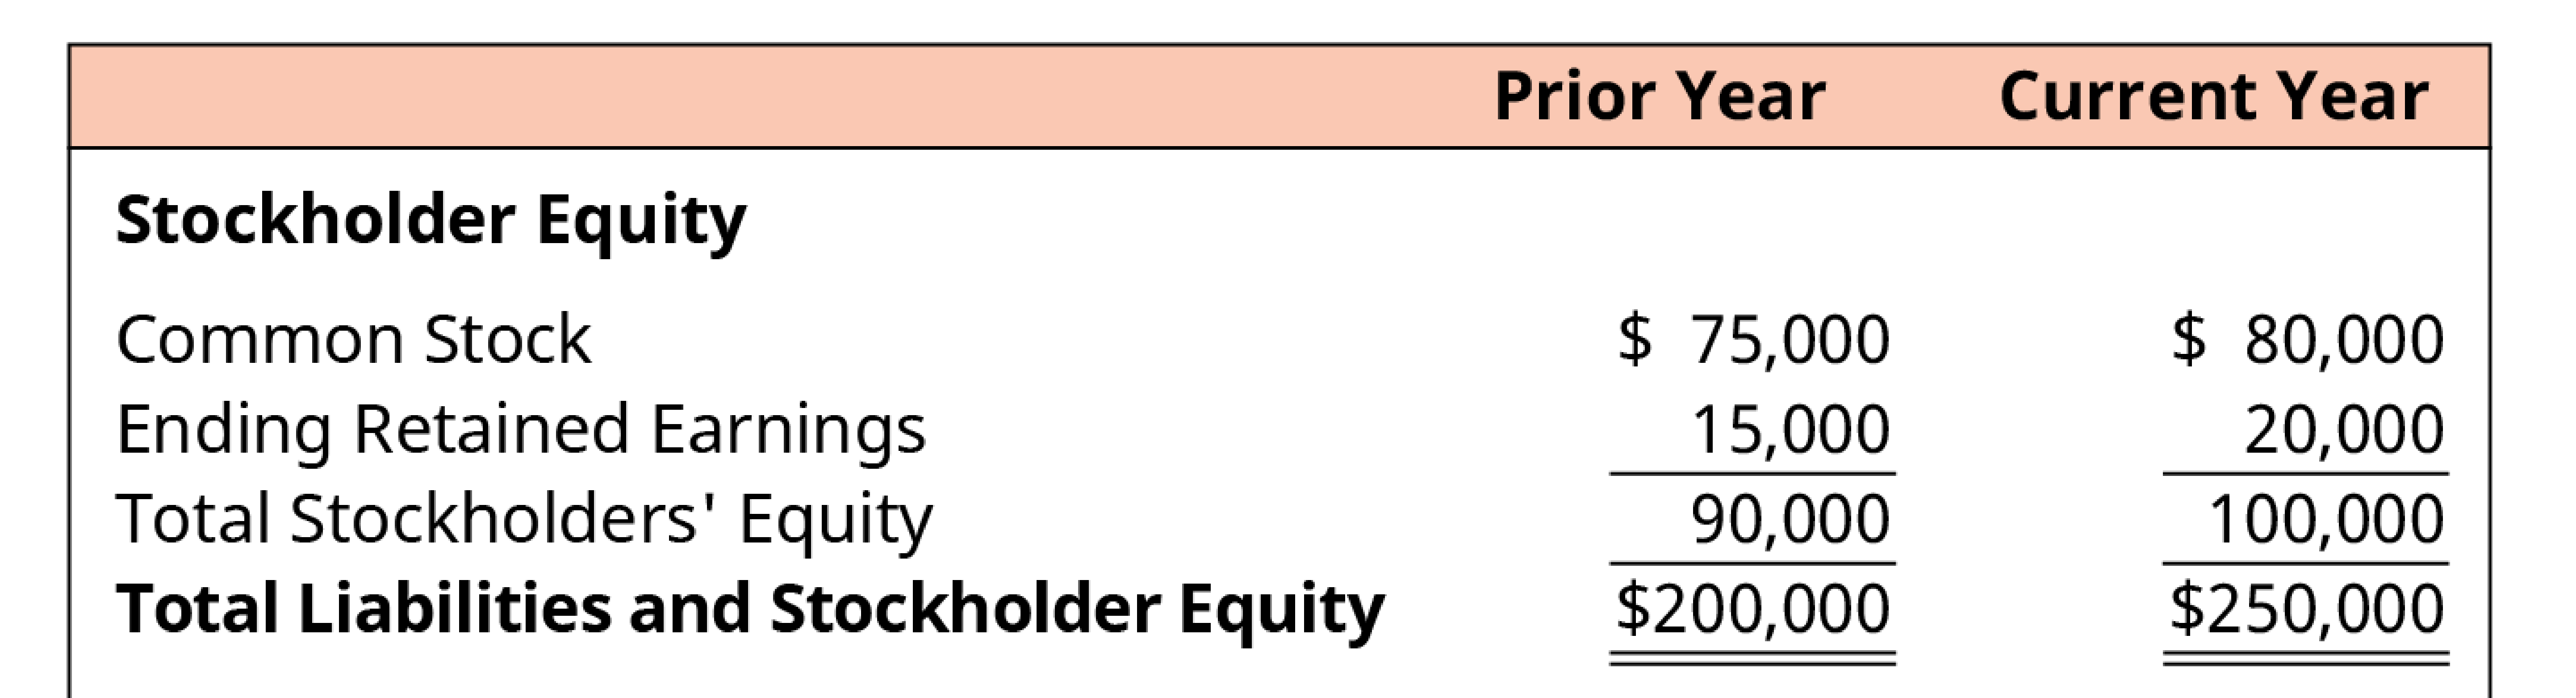 Prior Year Current Year
Stockholder Equity
Common Stock $ 75,000 $ 80,000
Ending Retained Earnings 15,000 20,000
Total Stockholders' Equity 90,000 100,000
Total Liabilities and Stockholder Equity $200,000 $250,000